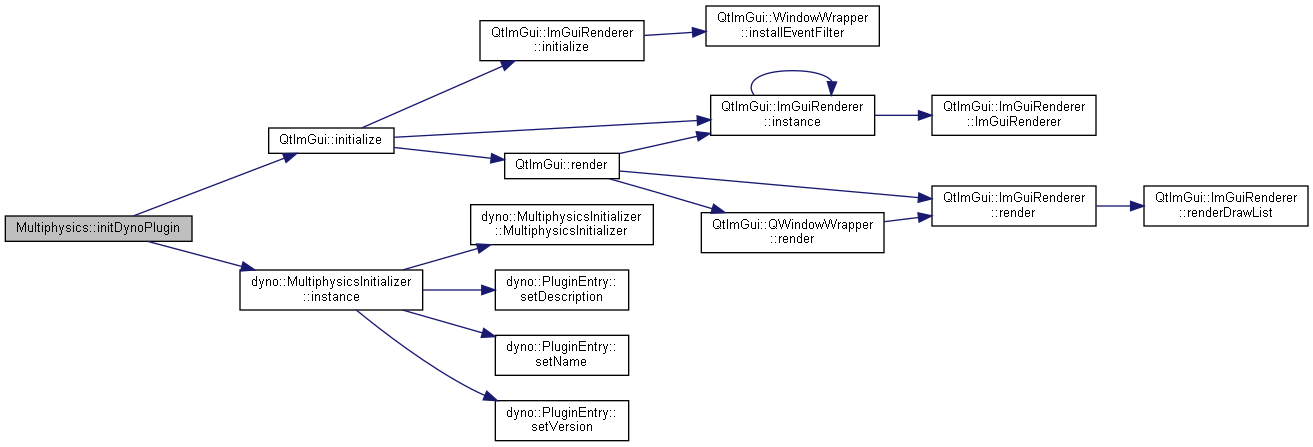 QtImGui::WindowWrapper
::installEventFilter
QtImGui::ImGuiRenderer
::initialize
QtImGui::ImGuiRenderer
::instance
QtImGui::ImGuiRenderer
::ImGuiRenderer
QtImGui::initialize
QtImGui::render
QtImGui::ImGuiRenderer
::render
QtImGui::ImGuiRenderer
::renderDrawList
Multiphysics::initDynoPlugin
dyno::MultiphysicsInitializer
::MultiphysicsInitializer
QtImGui::QWindowWrapper
::render
dyno::MultiphysicsInitializer
::instance
dyno::PluginEntry::
setDescription
dyno::PluginEntry::
setName
dyno::PluginEntry::
setVersion